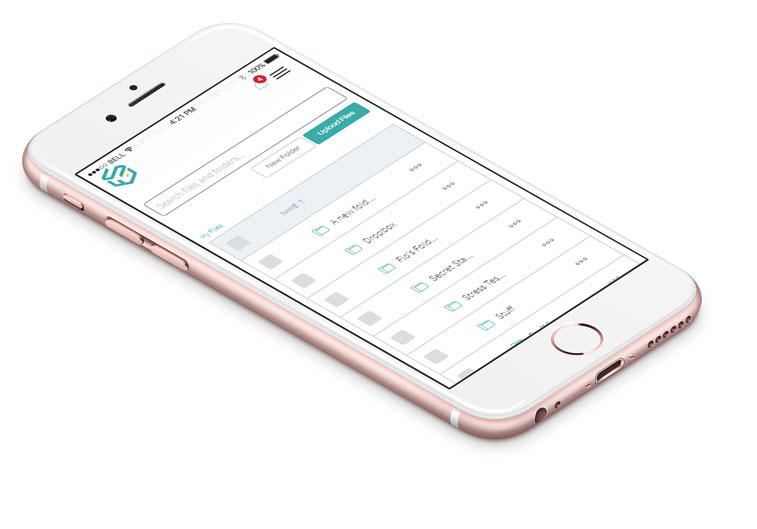 BELL
4:21 PM
100%
4
Search files and folders...
New Folder
Upload Files
My Files
NAME ↑
A new fold...
Dropbox
Flo's Fold...
Secret Sta...
Stress Tes...
Stuff